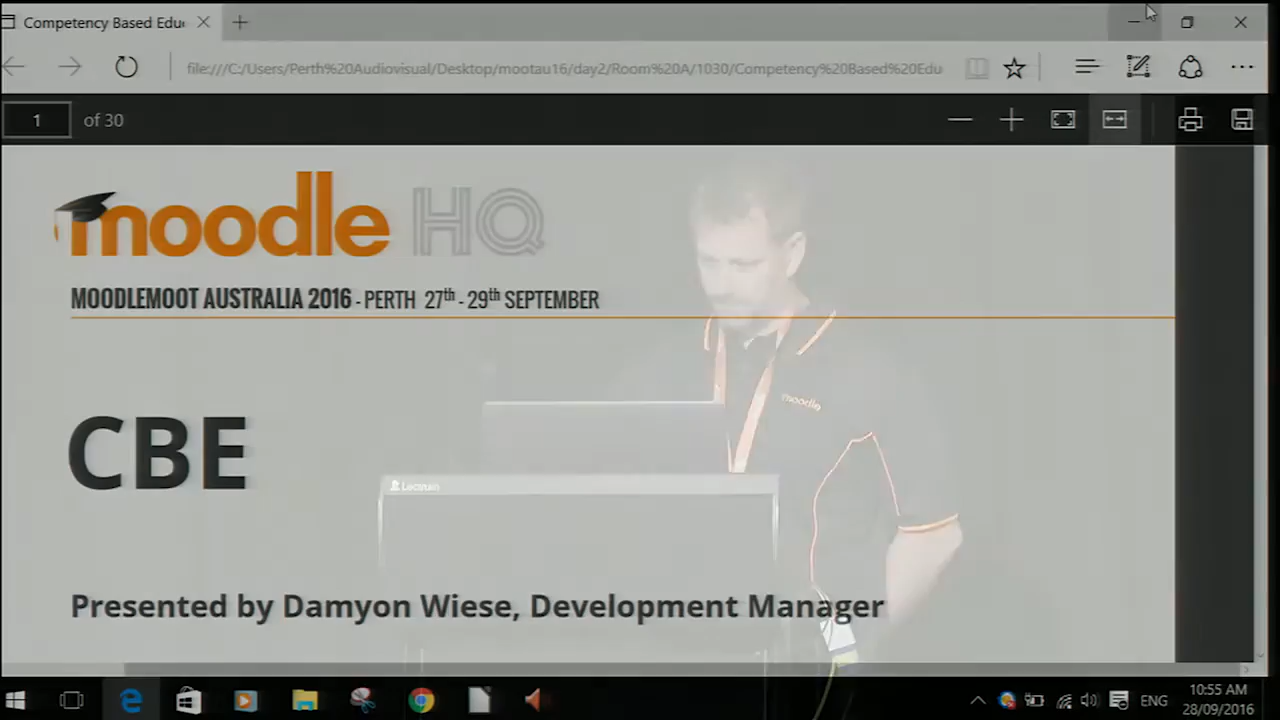 Competency Based Educ
file:///C:/Users/Perth%20Audiovisual/Desktop/mootau16/day2/Room%20A/1030/Competency%20Based%20Edu
1 of 30
moodle HQ
MOODLEMOOT AUSTRALIA 2016 - PERTH 27th - 29th SEPTEMBER
moodle
CBE
Lectrum
Presented by Damyon Wiese, Development Manager
ENG
10:55 AM
28/09/2016